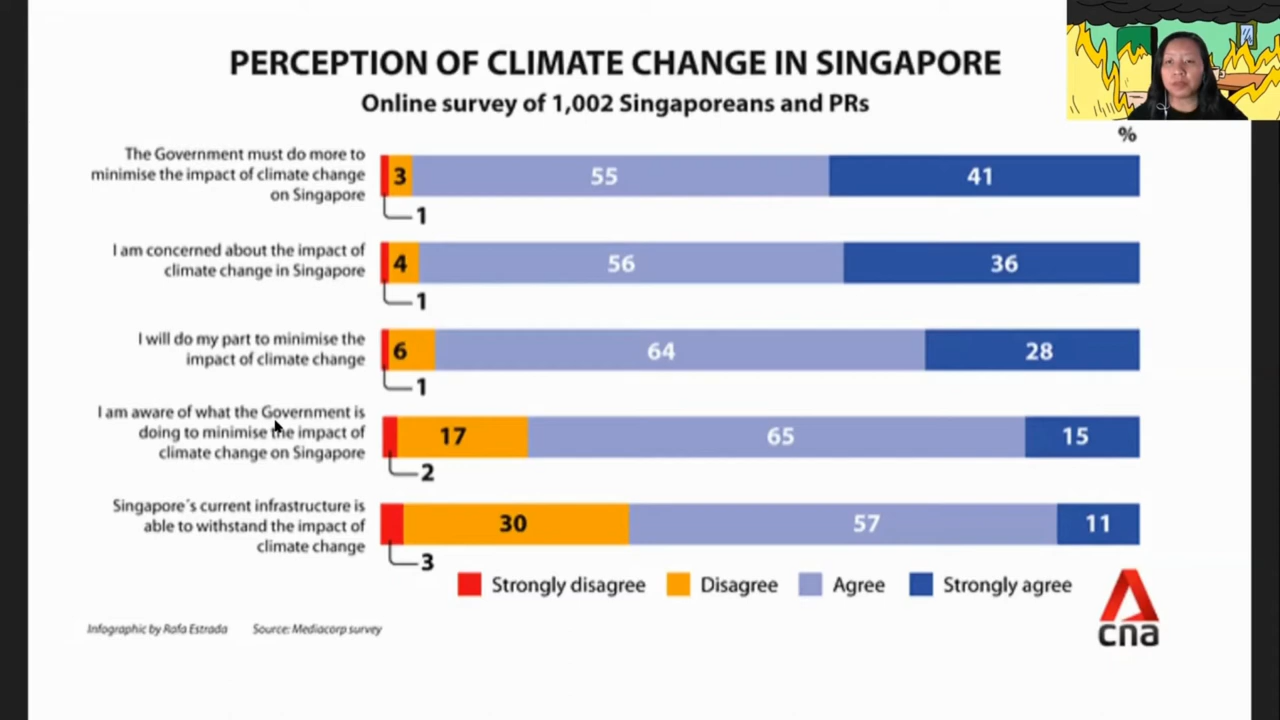 PERCEPTION OF CLIMATE CHANGE IN SINGAPORE
Online survey of 1,002 Singaporeans and PRs
%
The Government must do more to
minimise the impact of climate change
on Singapore
3
55
41
1
I am concerned about the impact of
climate change in Singapore
4
56
36
1
I will do my part to minimise the
impact of climate change
6
64
28
1
I am aware of what the Government is
doing to minimise the impact of
climate change on Singapore
17
65
15
2
Singapore´s current infrastructure is
able to withstand the impact of
climate change
30
57
11
3
Strongly disagree
Disagree
Agree
Strongly agree
Infographic by Rafa Estrada
Source: Mediacorp survey
cna